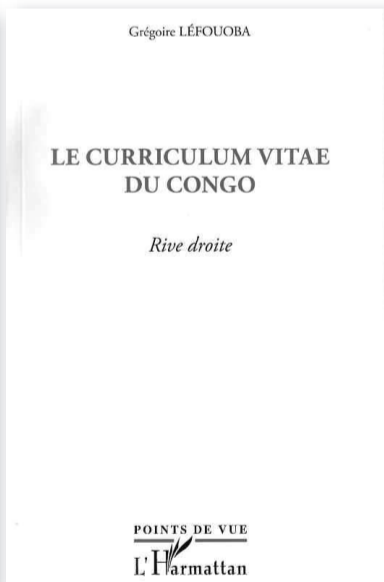 Grégoire LÉFOUOBA
LE CURRICULUM VITAE
DU CONGO
Rive droite
POINTS DE VUE
L'Harmattan